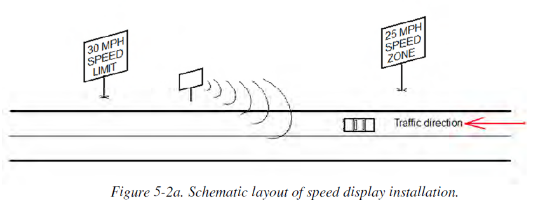 30 MPH
SPEED
LIMIT
25 MPH
SPEED
ZONE
Traffic direction
Figure 5-2a. Schematic layout of speed display installation.